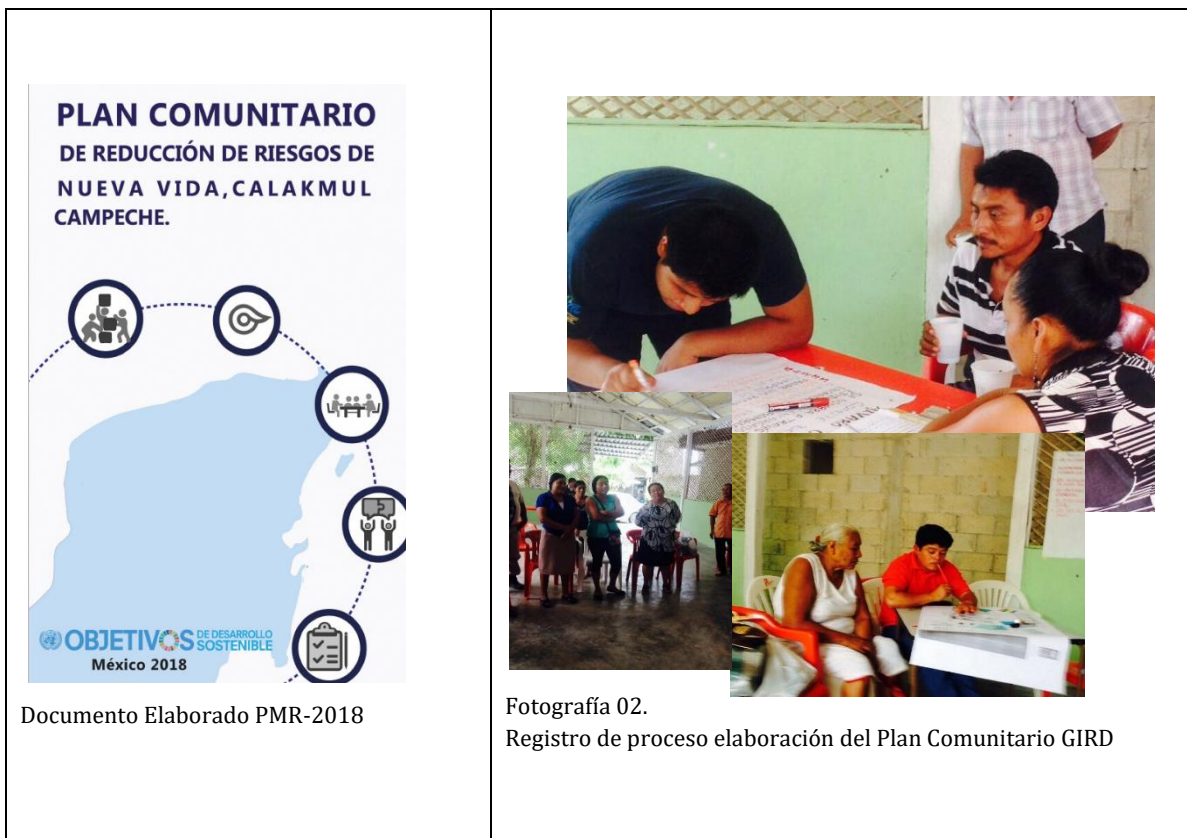 PLAN COMUNITARIO
DE REDUCCIÓN DE RIESGOS DE
NUEVA VIDA,CALAKMUL
CAMPECHE.
OBJETIVOS DE DESARROLLO
SOSTENIBLE
México 2018
Documento Elaborado PMR-2018
Fotografía 02.
Registro de proceso elaboración del Plan Comunitario GIRD